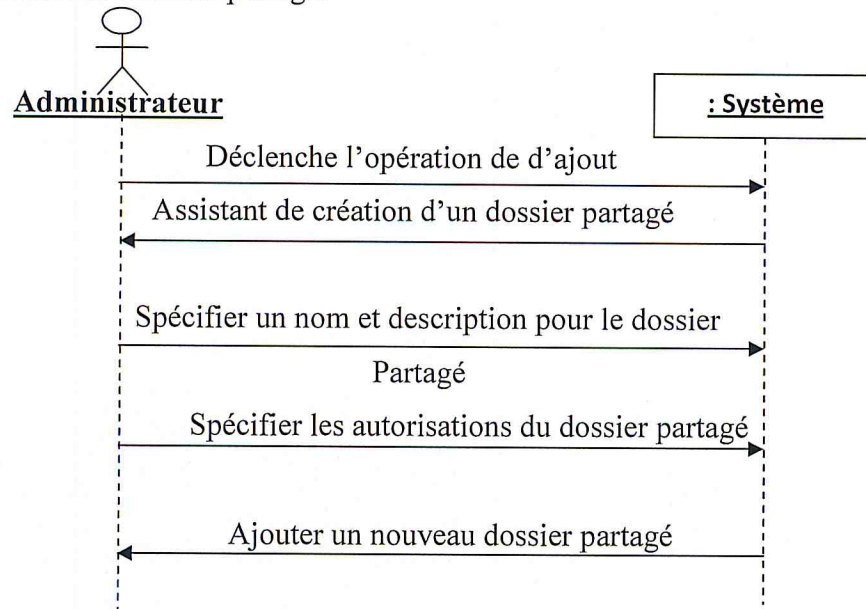 Administrateur
: Système
Déclenche l'opération de d'ajout
Assistant de création d'un dossier partagé
Spécifier un nom et description pour le dossier
Partagé
Spécifier les autorisations du dossier partagé
Ajouter un nouveau dossier partagé